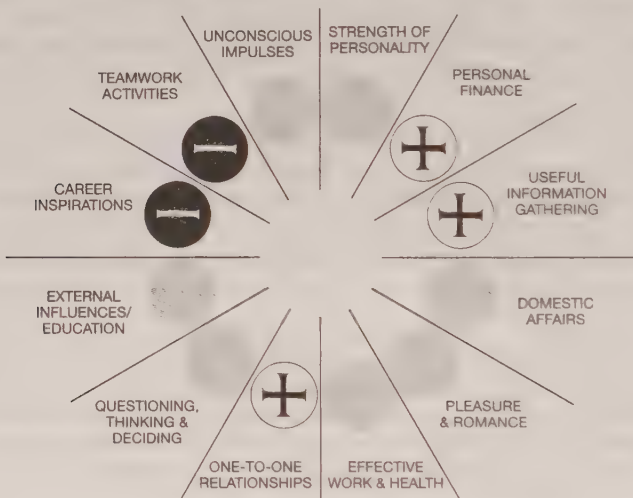 UNCONSCIOUS
IMPULSES
STRENGTH OF
PERSONALITY
TEAMWORK
ACTIVITIES
PERSONAL
FINANCE
CAREER
INSPIRATIONS
USEFUL
INFORMATION
GATHERING
EXTERNAL
INFLUENCES/
EDUCATION
DOMESTIC
AFFAIRS
QUESTIONING,
THINKING &
DECIDING
PLEASURE
& ROMANCE
ONE-TO-ONE
RELATIONSHIPS
EFFECTIVE
WORK & HEALTH